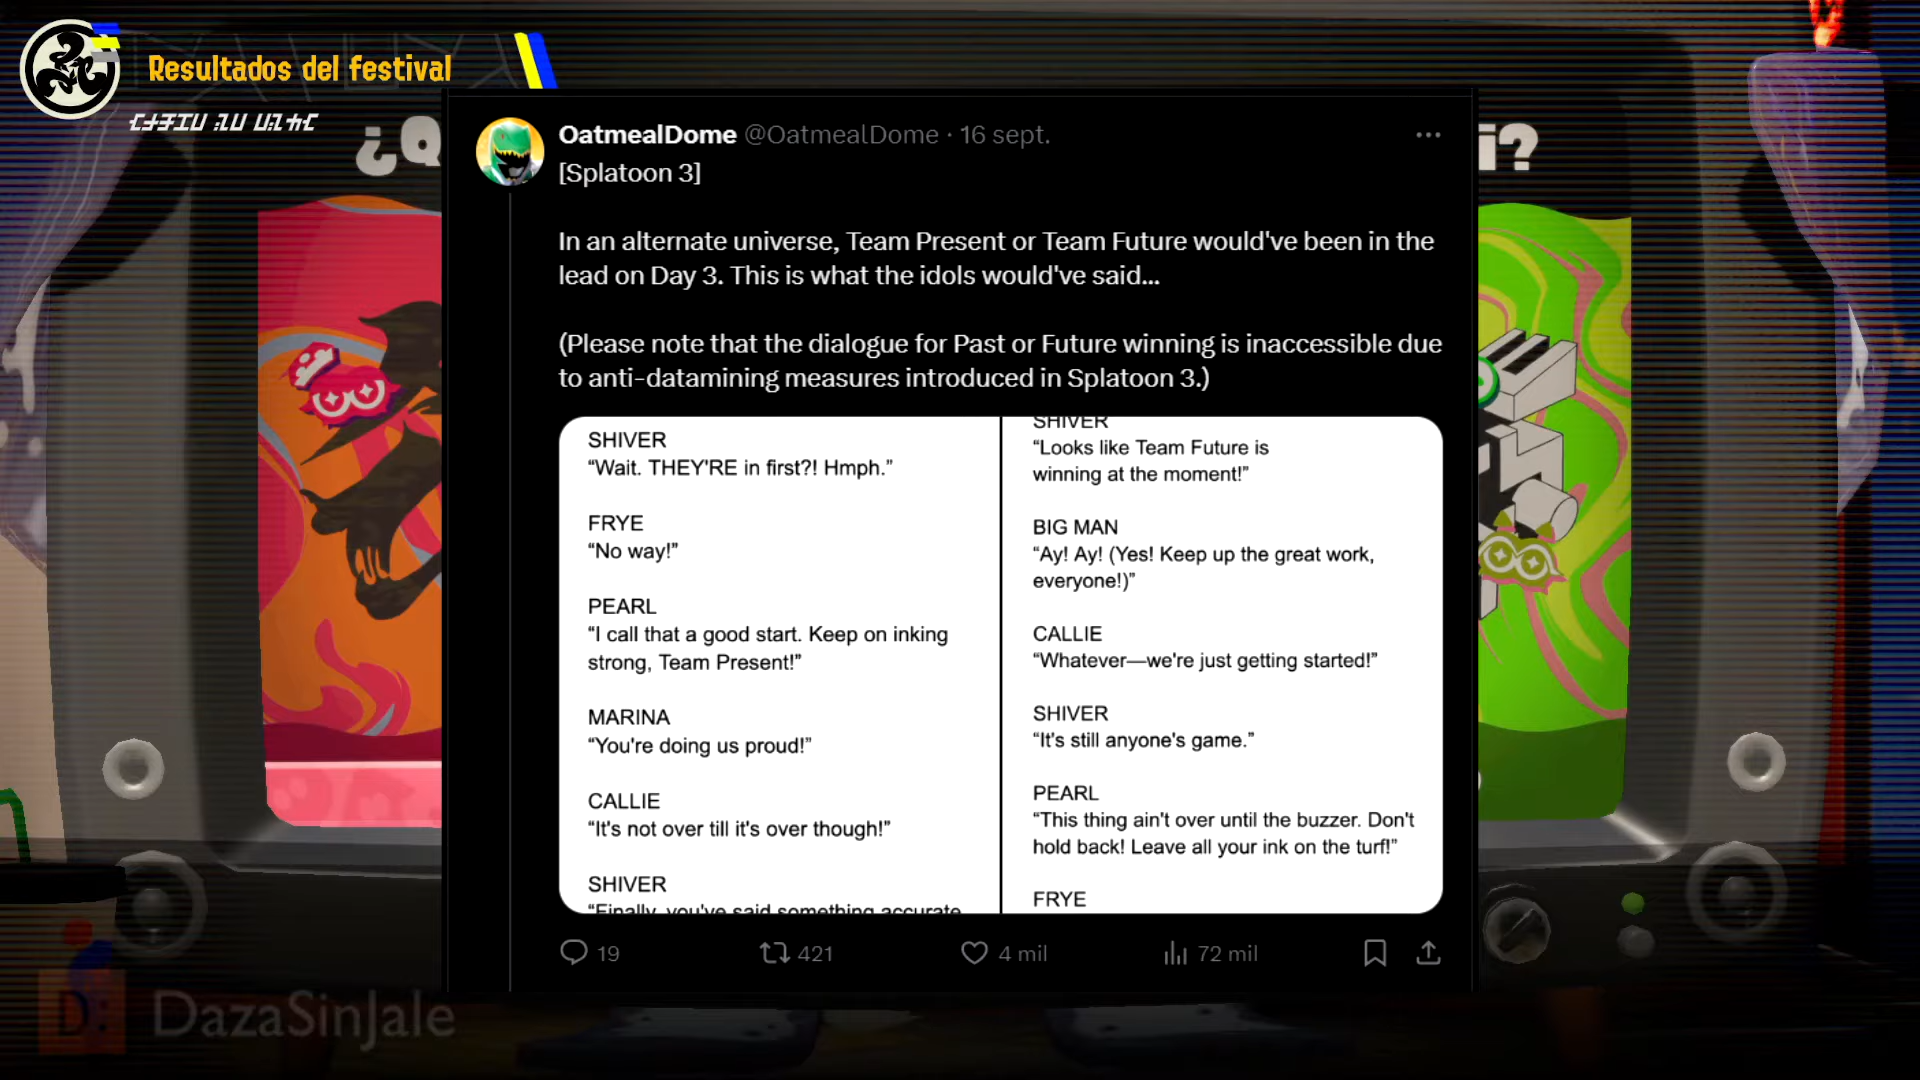 Resultados del festival
¿Q
i?
OatmealDome @OatmealDome · 16 sept.
[Splatoon 3]
In an alternate universe, Team Present or Team Future would've been in the
lead on Day 3. This is what the idols would've said...
(Please note that the dialogue for Past or Future winning is inaccessible due
to anti-datamining measures introduced in Splatoon 3.)
SHIVER
“Wait. THEY'RE in first?! Hmph.”
FRYE
“No way!”
PEARL
“I call that a good start. Keep on inking
strong, Team Present!”
MARINA
“You're doing us proud!”
CALLIE
“It's not over till it's over though!”
SHIVER
“Finally, you've said something accurate
SHIVER
“Looks like Team Future is
winning at the moment!”
BIG MAN
“Ay! Ay! (Yes! Keep up the great work,
everyone!)”
CALLIE
“Whatever—we're just getting started!”
SHIVER
“It's still anyone's game.”
PEARL
“This thing ain't over until the buzzer. Don't
hold back! Leave all your ink on the turf!”
FRYE
19
421
4 mil
72 mil
D:
DazaSinJale